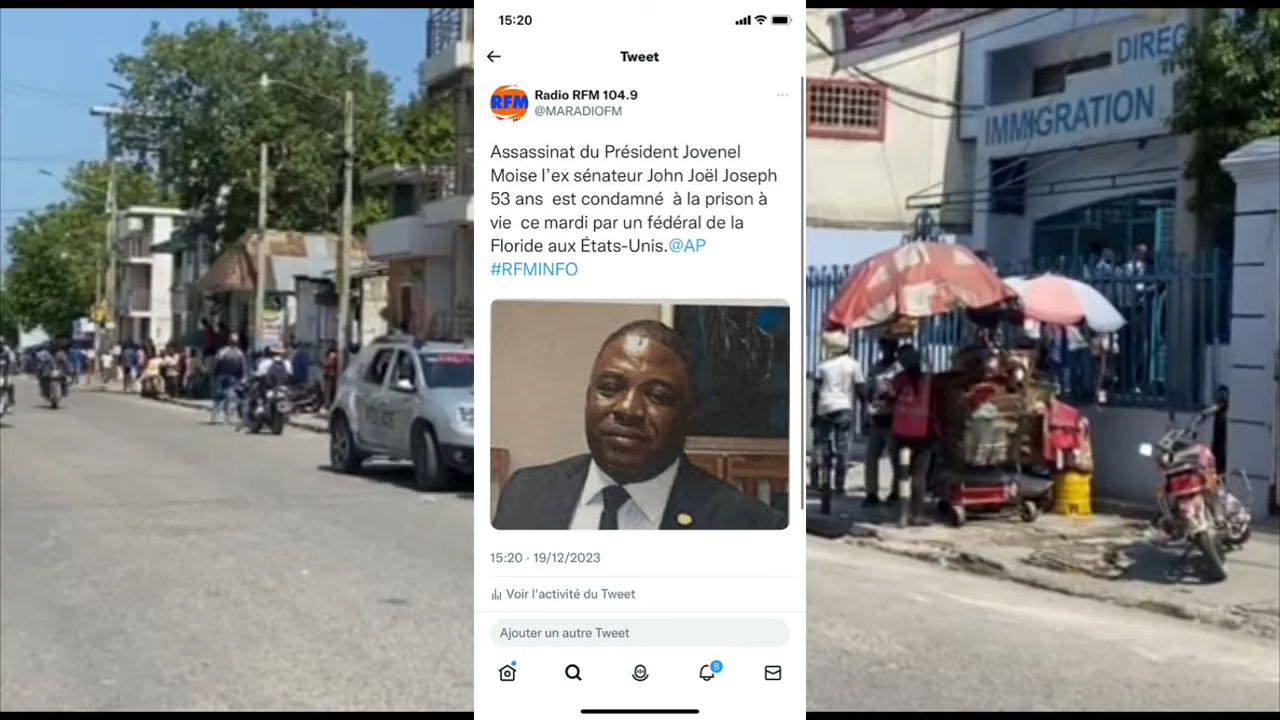 15:20
Tweet
RFM
Radio RFM 104.9
@MARADIOFM
Assassinat du Président Jovenel
Moise l'ex sénateur John Joël Joseph
53 ans est condamné à la prison à
vie ce mardi par un fédéral de la
Floride aux États-Unis.@AP
#RFMINFO
15:20 · 19/12/2023
Voir l'activité du Tweet
Ajouter un autre Tweet
8
POLICE
DIREC
IMMIGRATION